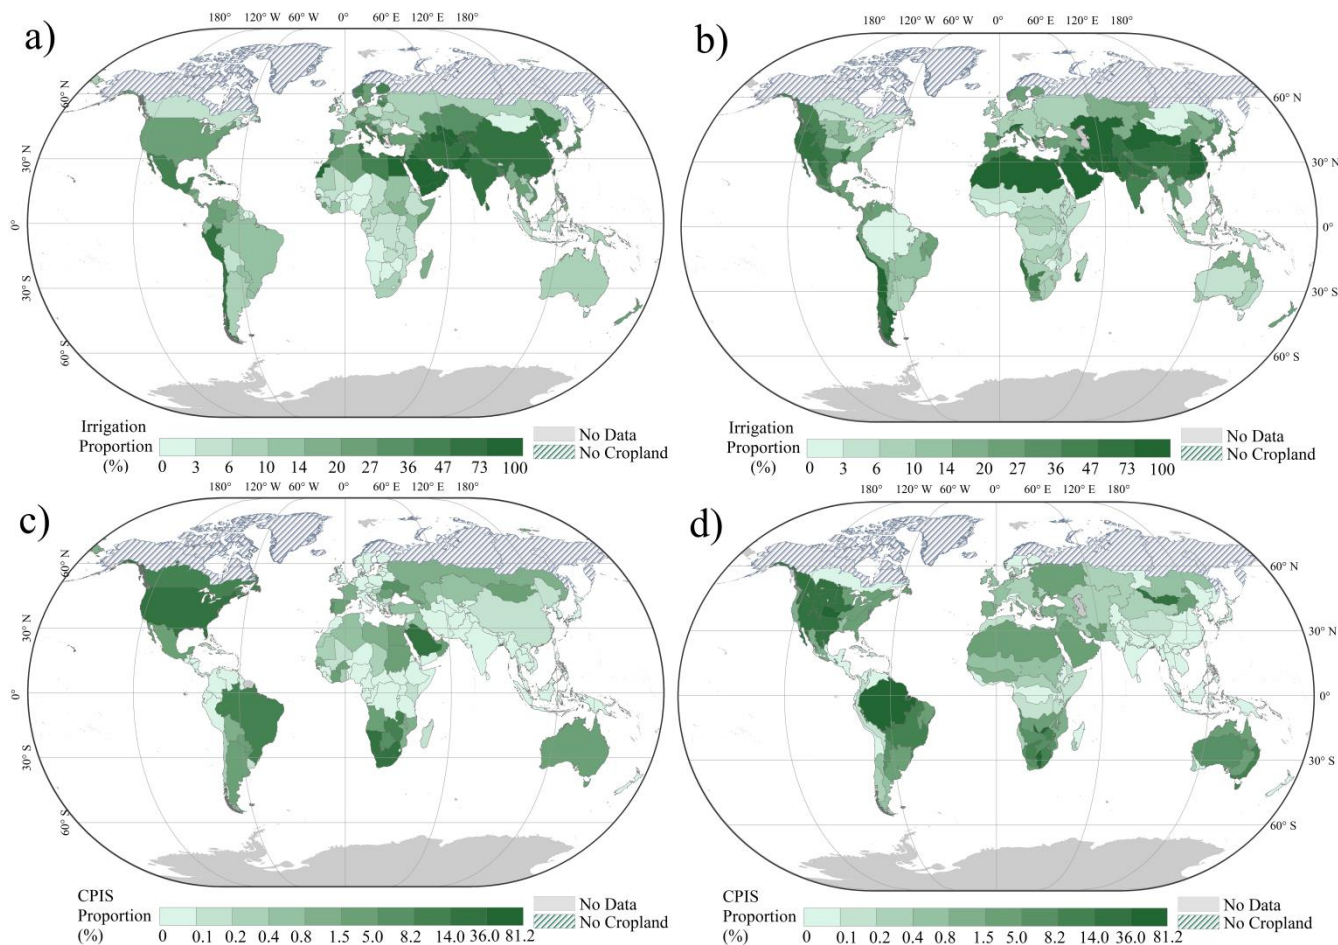 a)
180° 120° W 60° W 0° 60° E 120° E 180°
60° N
30° N
0°
30° S
60° S
Irrigation
Proportion
(%)
0 3 6 10 14 20 27 36 47 73 100
No Data
No Cropland
b)
180° 120° W 60° W 0° 60° E 120° E 180°
60° N
30° N
0°
30° S
60° S
Irrigation
Proportion
(%)
0 3 6 10 14 20 27 36 47 73 100
No Data
No Cropland
c)
180° 120° W 60° W 0° 60° E 120° E 180°
60° N
30° N
0°
30° S
60° S
CPIS
Proportion
(%)
0 0.1 0.2 0.4 0.8 1.5 5.0 8.2 14.0 36.0 81.2
No Data
No Cropland
d)
180° 120° W 60° W 0° 60° E 120° E 180°
60° N
30° N
0°
30° S
60° S
CPIS
Proportion
(%)
0 0.1 0.2 0.4 0.8 1.5 5.0 8.2 14.0 36.0 81.2
No Data
No Cropland